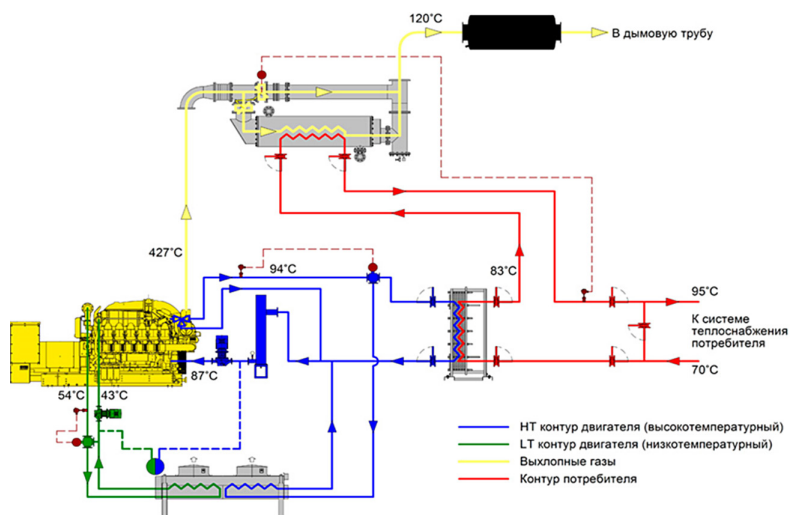 120°C
В дымовую трубу
427°C
94°C
83°C
95°C
К системе
теплоснабжения
потребителя
70°C
87°C
54°C
43°C
НТ контур двигателя (высокотемпературный)
LT контур двигателя (низкотемпературный)
Выхлопные газы
Контур потребителя